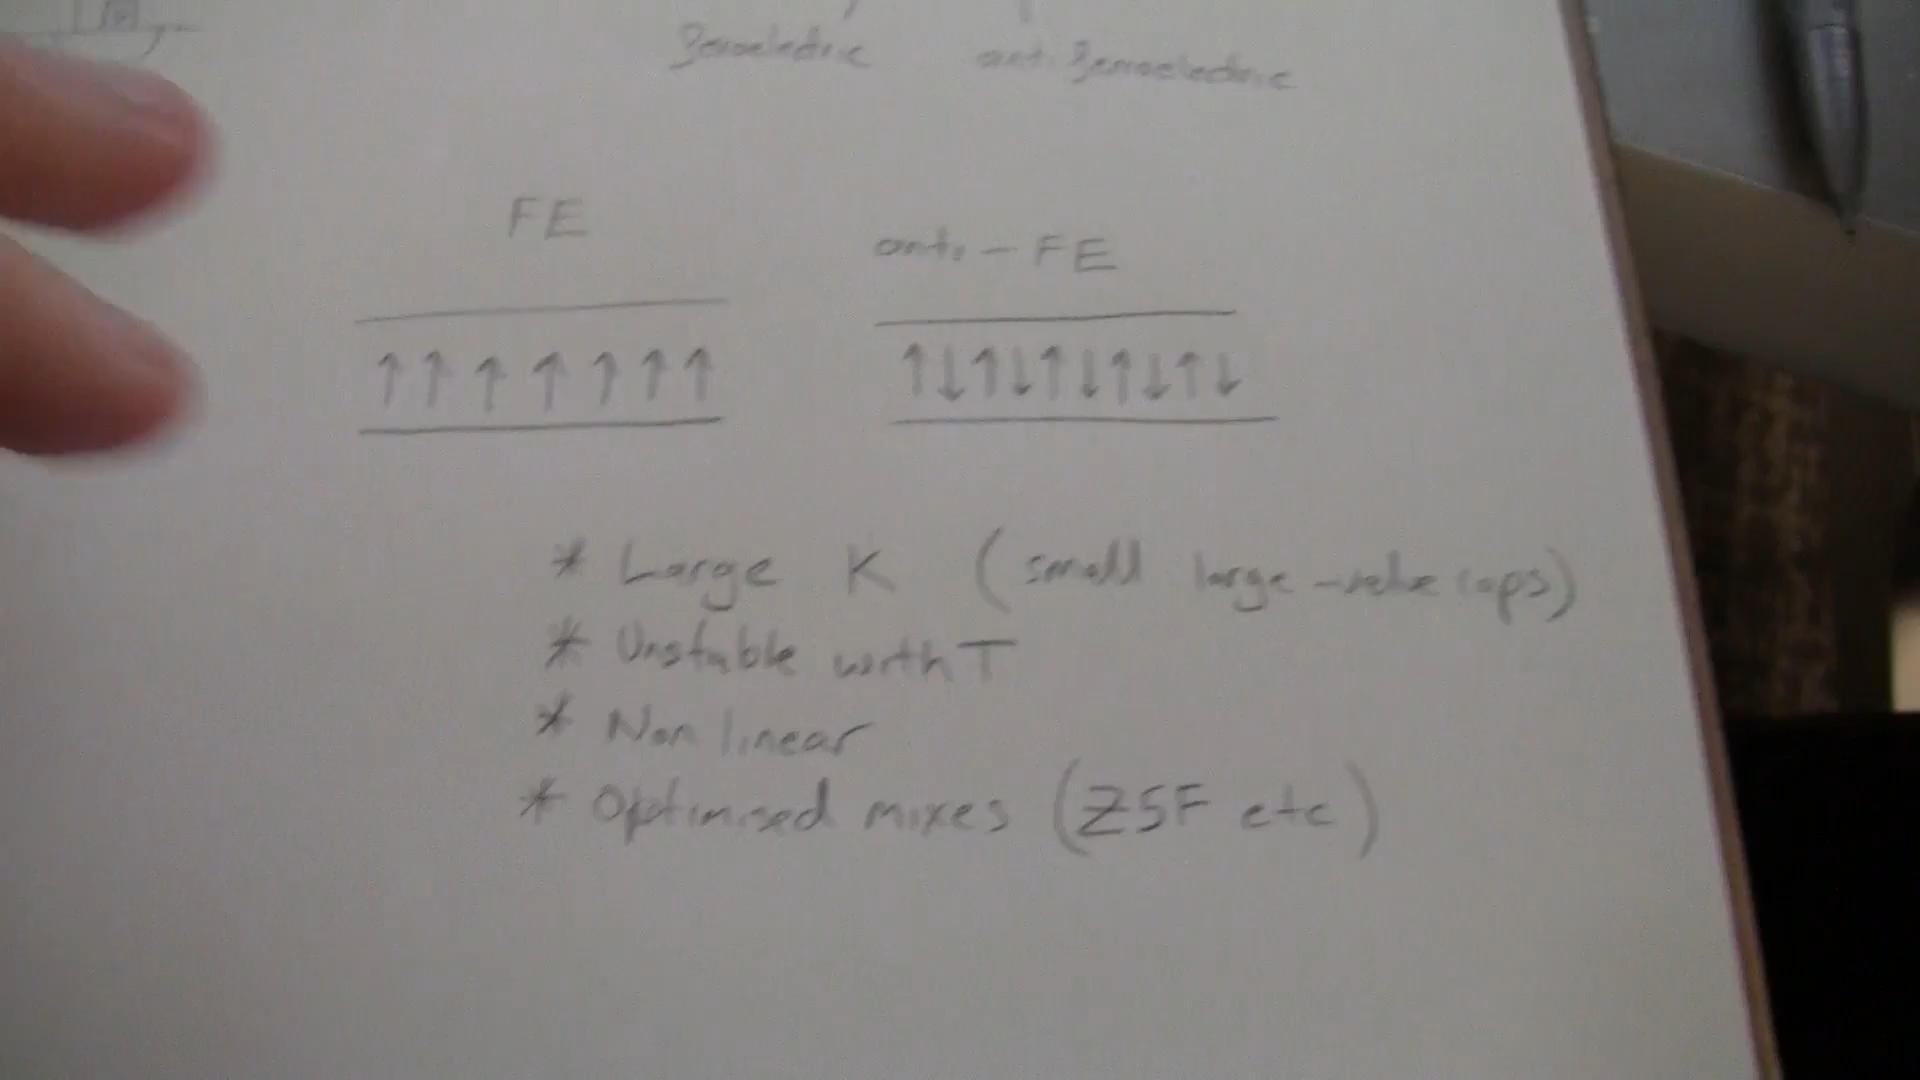 ferroelectric anti ferroelectric
FE
anti-FE
↑↑↑↑↑↑↑
↑↓↑↓↑↓↑↓↑↓
* Large K (small large-value caps)
* Unstable with T
* Non linear
* Optimised mixes (Z5F etc)